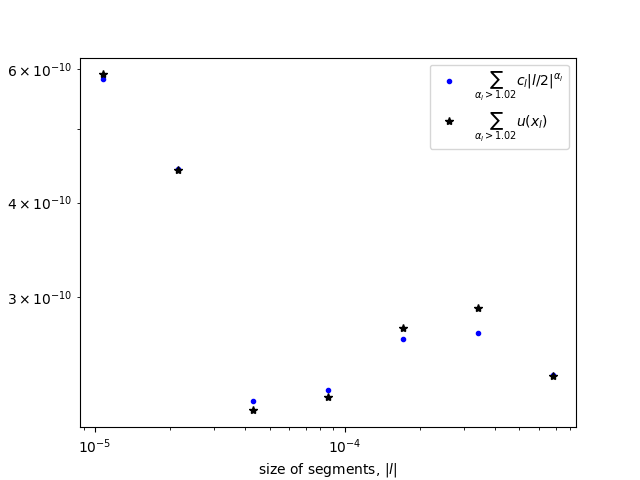 6 × 10⁻¹⁰
4 × 10⁻¹⁰
3 × 10⁻¹⁰
∑_{α_l>1.02} c_l|l/2|^{α_l}
∑_{α_l>1.02} u(x_l)
10⁻⁵ 10⁻⁴
size of segments, |l|